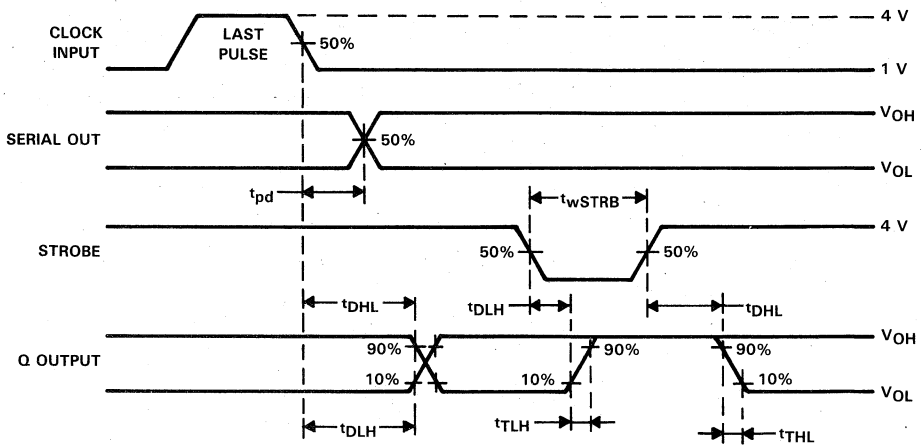 4 V
CLOCK
INPUT
LAST
PULSE
50%
1 V
VOH
SERIAL OUT
50%
VOL
tpd
twSTRB
4 V
STROBE
50%
50%
tDHL
tDLH
tDHL
VOH
Q OUTPUT
90%
90%
90%
10%
10%
10%
VOL
tDLH
tTLH
tTHL